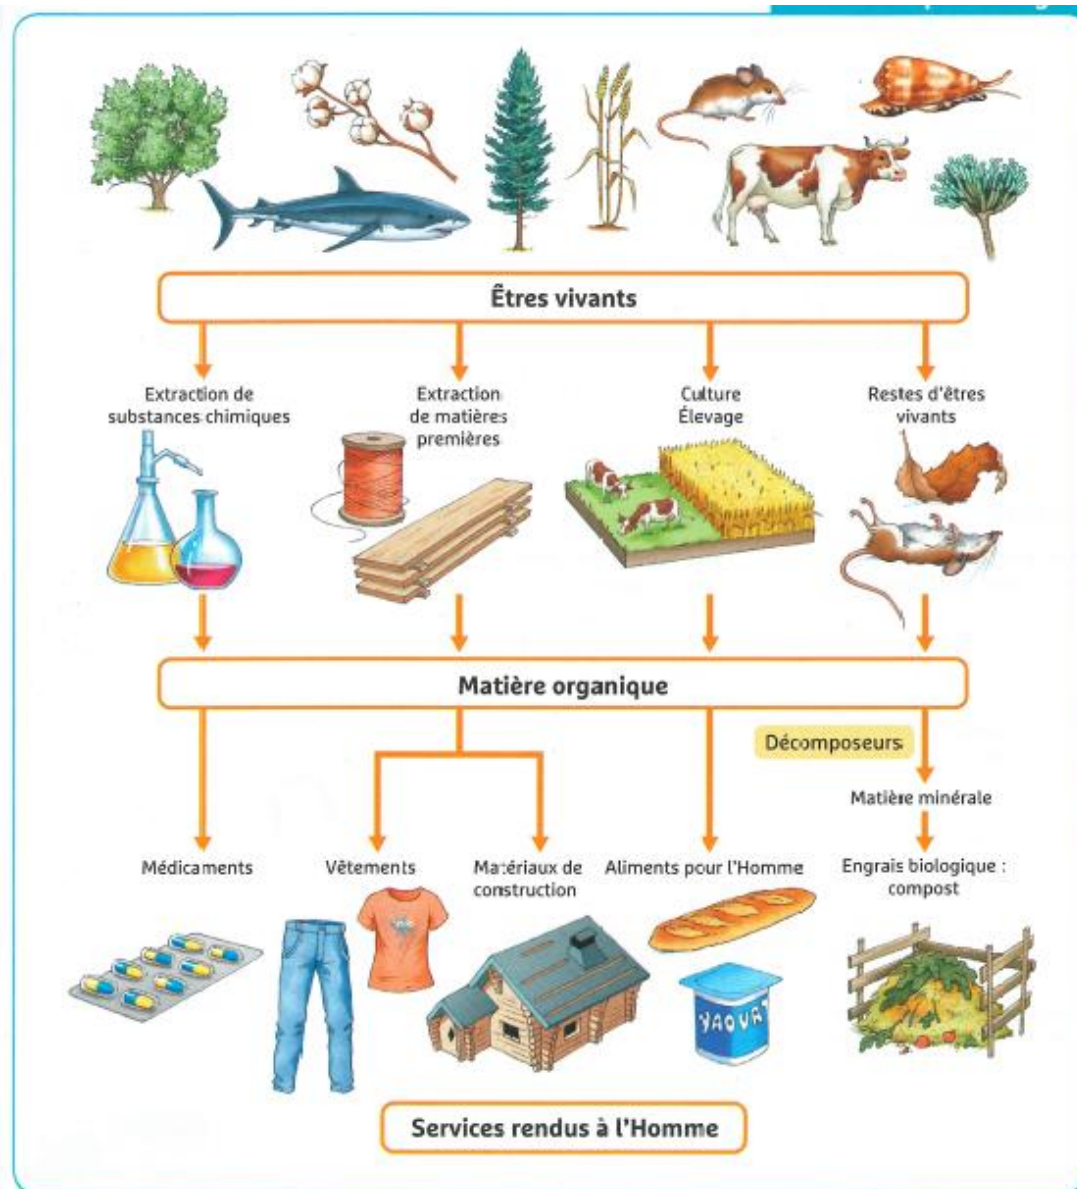 Êtres vivants
Extraction de
substances chimiques
Extraction
de matières
premières
Culture
Élevage
Restes d'êtres
vivants
Matière organique
Décomposeurs
Matière minérale
Médicaments
Vêtements
Matériaux de
construction
Aliments pour l'Homme
Engrais biologique :
compost
YAOURT
Services rendus à l'Homme